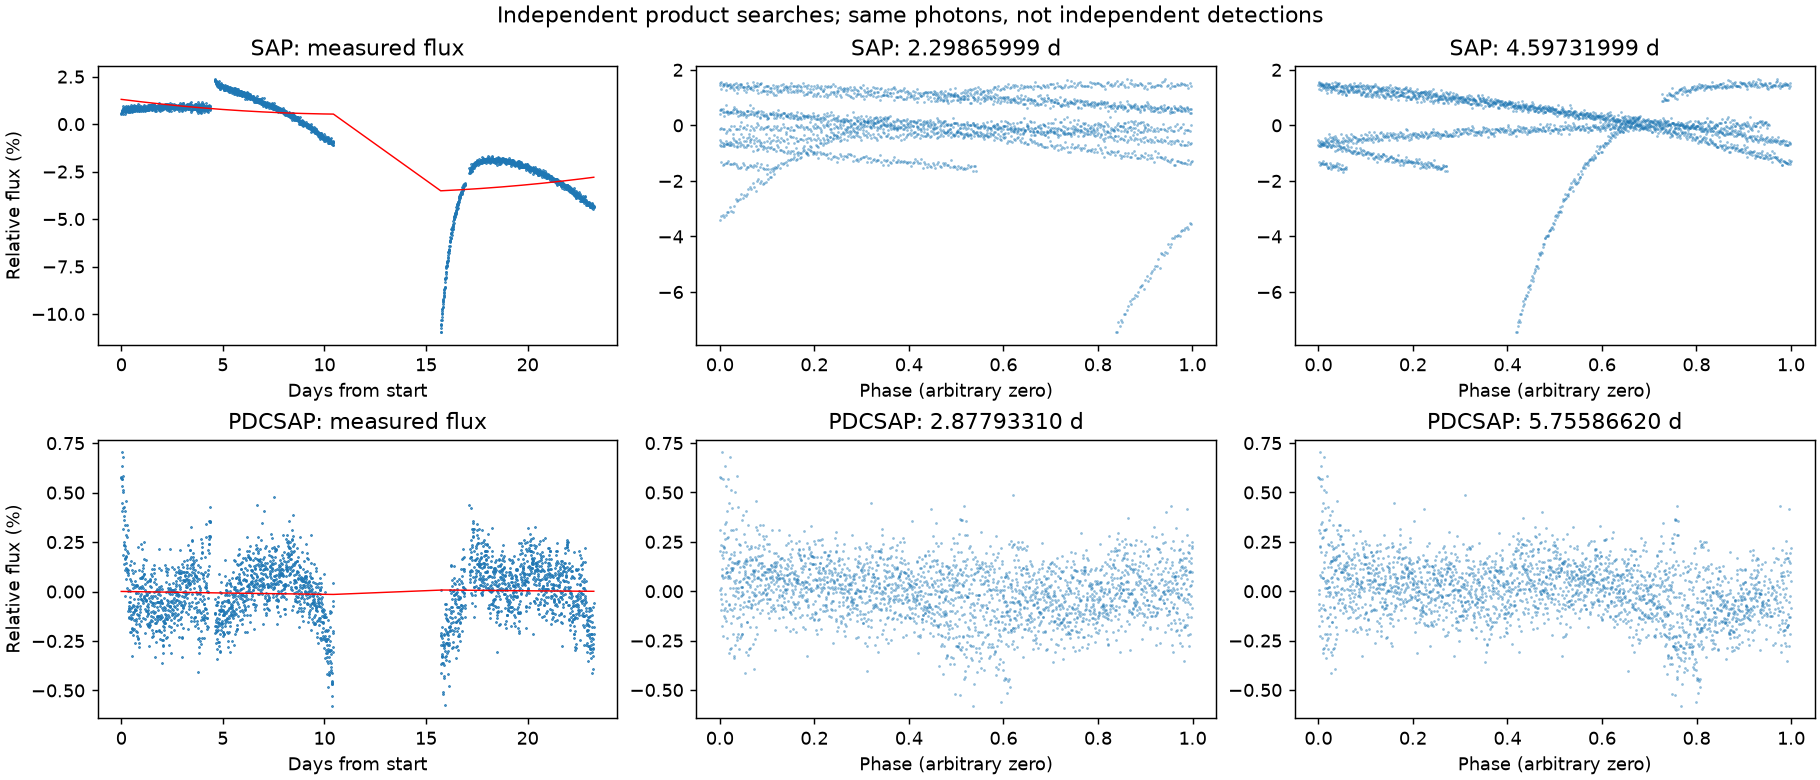 Independent product searches; same photons, not independent detections
SAP: measured flux
SAP: 2.29865999 d
SAP: 4.59731999 d
Relative flux (%)
2.5
0.0
−2.5
−5.0
−7.5
−10.0
0 5 10 15 20
Days from start
2
0
−2
−4
−6
0.0 0.2 0.4 0.6 0.8 1.0
Phase (arbitrary zero)
2
0
−2
−4
−6
0.0 0.2 0.4 0.6 0.8 1.0
Phase (arbitrary zero)
PDCSAP: measured flux
PDCSAP: 2.87793310 d
PDCSAP: 5.75586620 d
Relative flux (%)
0.75
0.50
0.25
0.00
−0.25
−0.50
0 5 10 15 20
Days from start
0.75
0.50
0.25
0.00
−0.25
−0.50
0.0 0.2 0.4 0.6 0.8 1.0
Phase (arbitrary zero)
0.75
0.50
0.25
0.00
−0.25
−0.50
0.0 0.2 0.4 0.6 0.8 1.0
Phase (arbitrary zero)